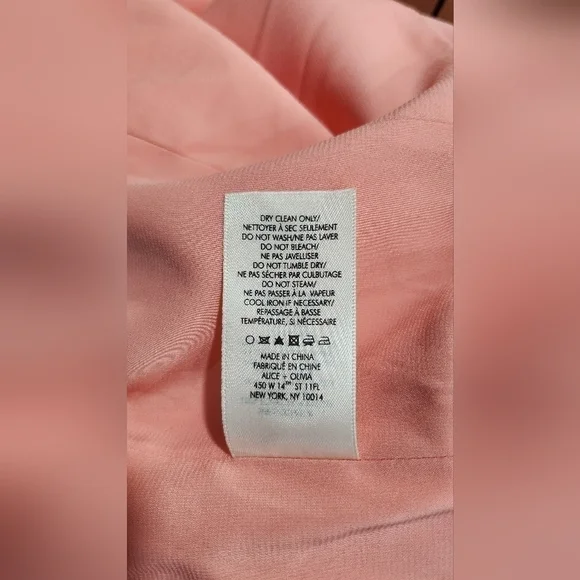 DRY CLEAN ONLY/
NETTOYER À SEC SEULEMENT
DO NOT WASH/NE PAS LAVER
DO NOT BLEACH/
NE PAS JAVELLISER
DO NOT TUMBLE DRY/
NE PAS SÉCHER PAR CULBUTAGE
DO NOT STEAM/
NE PAS PASSER À LA VAPEUR
COOL IRON IF NECESSARY/
REPASSAGE À BASSE
TEMPÉRATURE, SI NÉCESSAIRE
MADE IN CHINA
FABRIQUÉ EN CHINE
ALICE + OLIVIA
450 W 14TH ST 11FL
NEW YORK, NY 10014